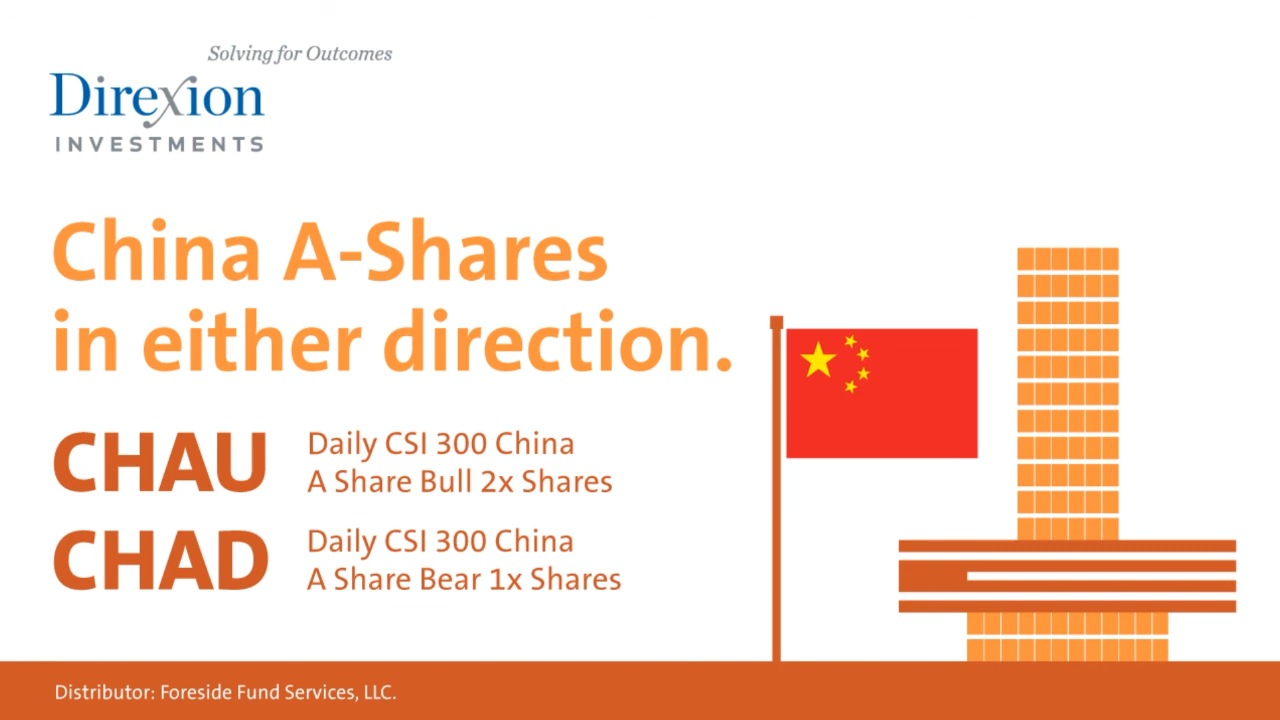 Solving for Outcomes
Direxion
INVESTMENTS
China A-Shares
in either direction.
CHAU
Daily CSI 300 China
A Share Bull 2x Shares
CHAD
Daily CSI 300 China
A Share Bear 1x Shares
Distributor: Foreside Fund Services, LLC.